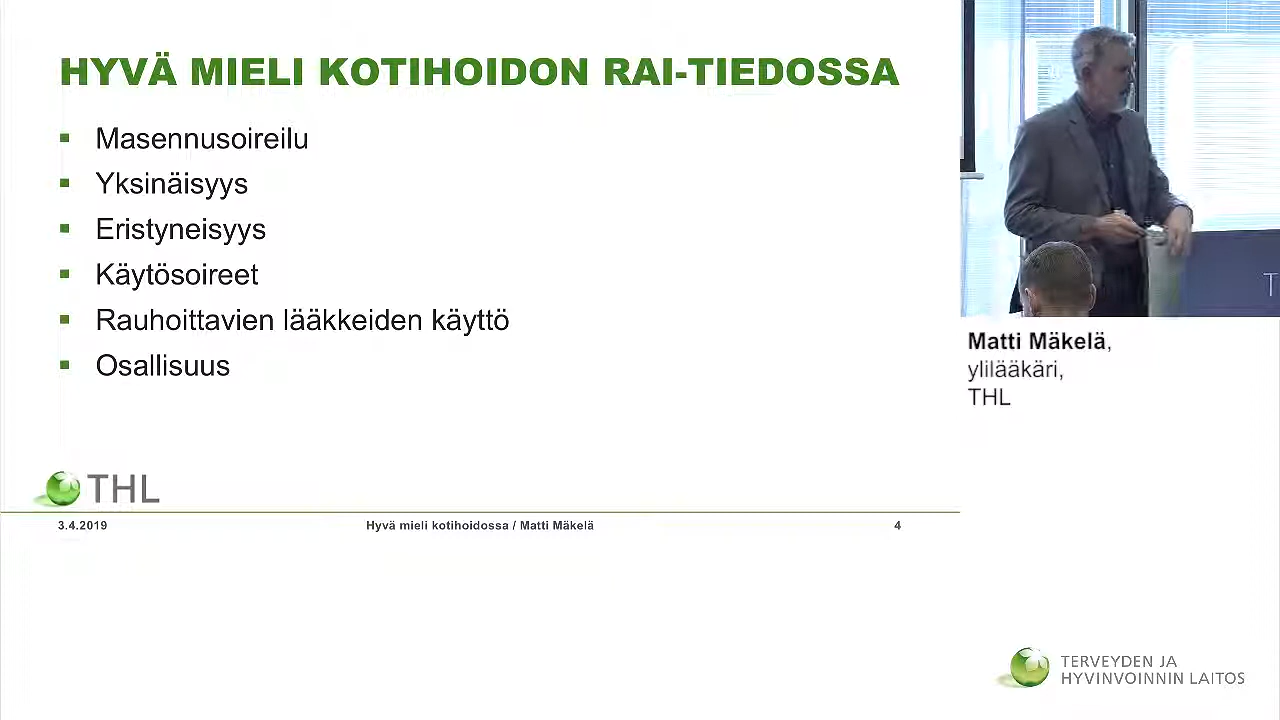 HYVÄ MIELI KOTIHOIDON RAI-TIEDOSSA
Masennusoireilu
Yksinäisyys
Eristyneisyys
Käytösoireet
Rauhoittavien lääkkeiden käyttö
Osallisuus
THL
3.4.2019 Hyvä mieli kotihoidossa / Matti Mäkelä 4
T
Matti Mäkelä,
ylilääkäri,
THL
TERVEYDEN JA
HYVINVOINNIN LAITOS